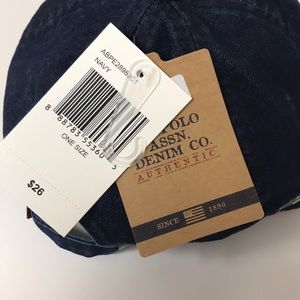 NAVY
ONE SIZE
$26
POLO
ASSN.
DENIM CO.
AUTHENTIC
SINCE 1890